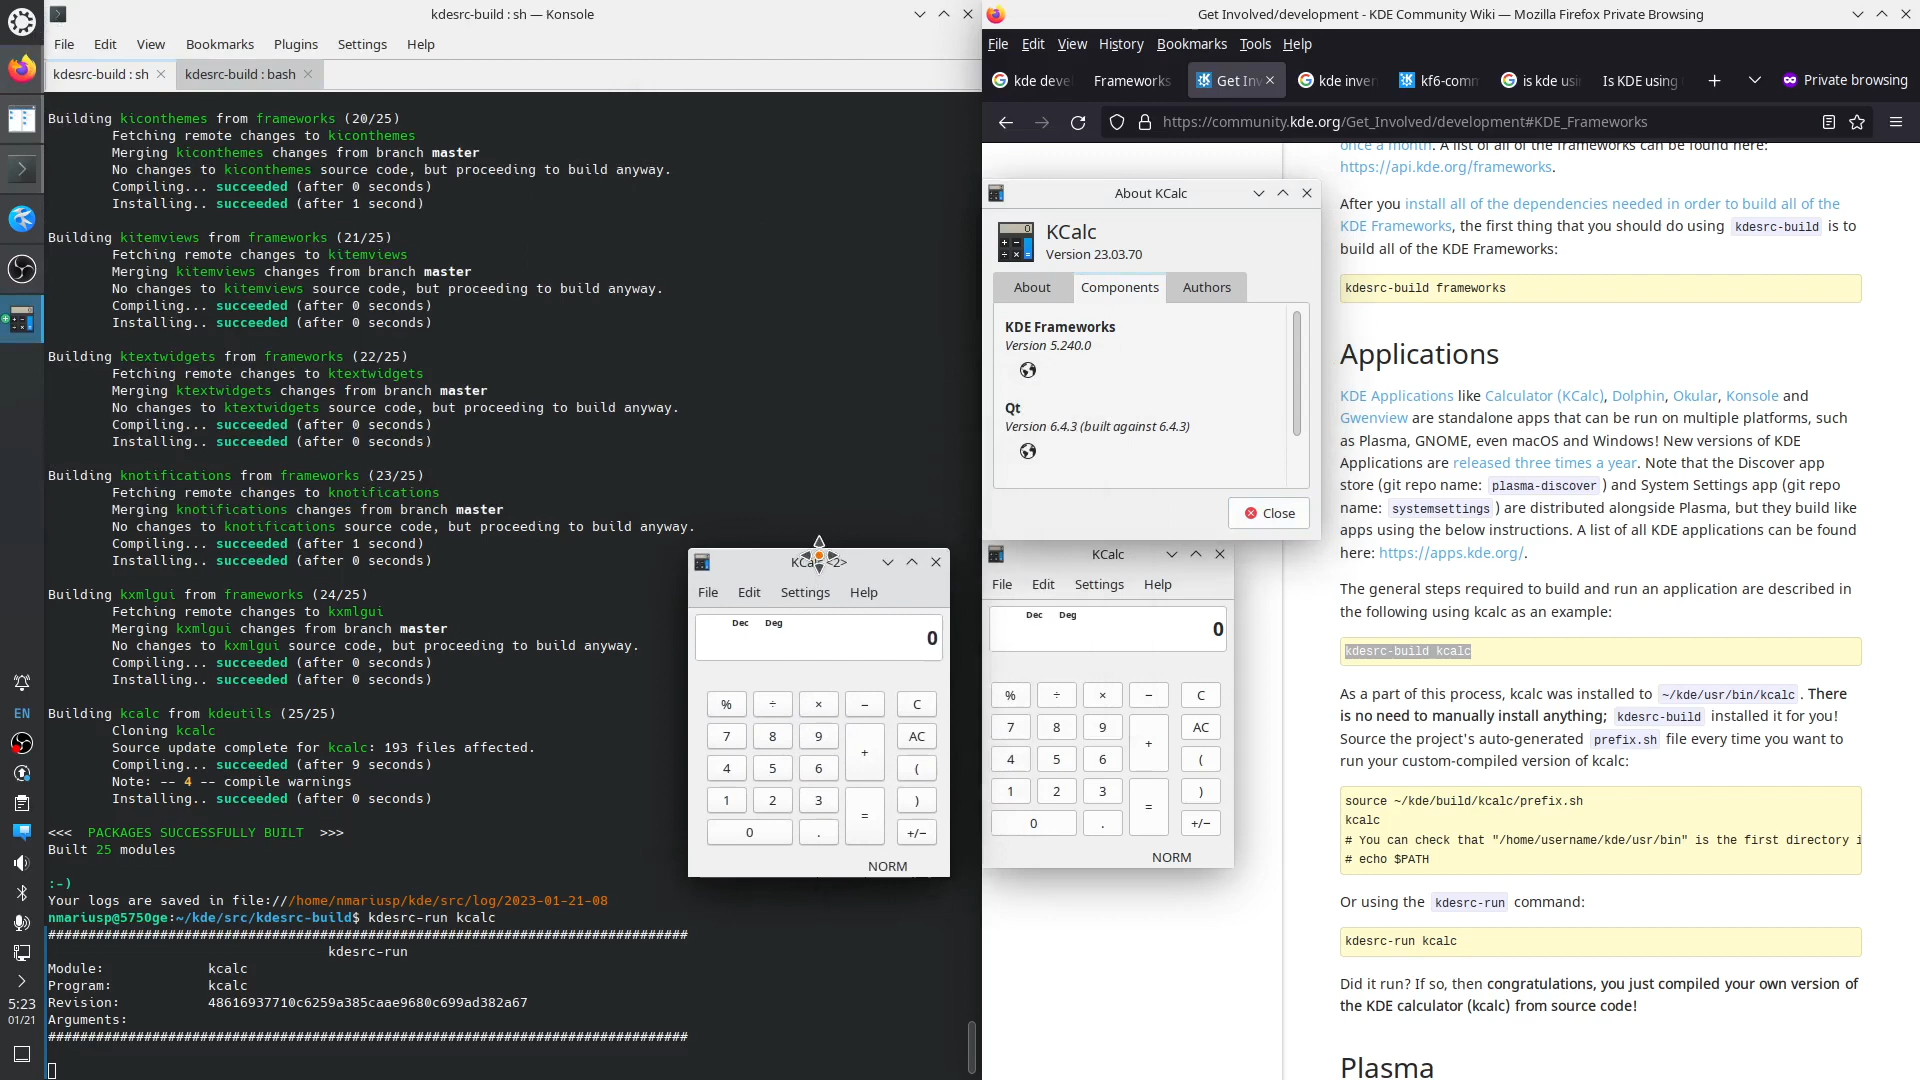 kdesrc-build : sh — Konsole
File Edit View Bookmarks Plugins Settings Help
kdesrc-build : sh
kdesrc-build : bash
Building kiconthemes from frameworks (20/25)
Fetching remote changes to kiconthemes
Merging kiconthemes changes from branch master
No changes to kiconthemes source code, but proceeding to build anyway.
Compiling... succeeded (after 0 seconds)
Installing.. succeeded (after 1 second)
Building kitemviews from frameworks (21/25)
Fetching remote changes to kitemviews
Merging kitemviews changes from branch master
No changes to kitemviews source code, but proceeding to build anyway.
Compiling... succeeded (after 0 seconds)
Installing.. succeeded (after 0 seconds)
Building ktextwidgets from frameworks (22/25)
Fetching remote changes to ktextwidgets
Merging ktextwidgets changes from branch master
No changes to ktextwidgets source code, but proceeding to build anyway.
Compiling... succeeded (after 0 seconds)
Installing.. succeeded (after 0 seconds)
Building knotifications from frameworks (23/25)
Fetching remote changes to knotifications
Merging knotifications changes from branch master
No changes to knotifications source code, but proceeding to build anyway.
Compiling... succeeded (after 1 second)
Installing.. succeeded (after 0 seconds)
Building kxmlgui from frameworks (24/25)
Fetching remote changes to kxmlgui
Merging kxmlgui changes from branch master
No changes to kxmlgui source code, but proceeding to build anyway.
Compiling... succeeded (after 0 seconds)
Installing.. succeeded (after 0 seconds)
Building kcalc from kdeutils (25/25)
Cloning kcalc
Source update complete for kcalc: 193 files affected.
Compiling... succeeded (after 9 seconds)
Note: -- 4 -- compile warnings
Installing.. succeeded (after 0 seconds)
<<<  PACKAGES SUCCESSFULLY BUILT  >>>
Built 25 modules
:-)
Your logs are saved in file:///home/nmariusp/kde/src/log/2023-01-21-08
nmariusp@5750ge:~/kde/src/kdesrc-build$ kdesrc-run kcalc
################################################################################
kdesrc-run
Module: kcalc
Program: kcalc
Revision: 48616937710c6259a385caae9680c699ad382a67
Arguments:
################################################################################
EN
5:23
01/21
<2>
File Edit Settings Help
Dec Deg
0
% ÷ × − C
7 8 9 + AC
4 5 6 (
1 2 3 = )
0 . +/−
NORM
Get Involved/development - KDE Community Wiki — Mozilla Firefox Private Browsing
File Edit View History Bookmarks Tools Help
kde deve
Frameworks
Get Inv
kde inver
kf6-comm
is kde usi
Is KDE using
Private browsing
https://community.kde.org/Get_Involved/development#KDE_Frameworks
About KCalc
KCalc
Version 23.03.70
About Components Authors
KDE Frameworks
Version 5.240.0
Qt
Version 6.4.3 (built against 6.4.3)
Close
KCalc
File Edit Settings Help
Dec Deg
0
% ÷ × − C
7 8 9 + AC
4 5 6 (
1 2 3 = )
0 . +/−
NORM
once a month. A list of all of the frameworks can be found here:
https://api.kde.org/frameworks.
After you install all of the dependencies needed in order to build all of the
KDE Frameworks, the first thing that you should do using kdesrc-build is to
build all of the KDE Frameworks:
kdesrc-build frameworks
Applications
KDE Applications like Calculator (KCalc), Dolphin, Okular, Konsole and
Gwenview are standalone apps that can be run on multiple platforms, such
as Plasma, GNOME, even macOS and Windows! New versions of KDE
Applications are released three times a year. Note that the Discover app
store (git repo name: plasma-discover ) and System Settings app (git repo
name: systemsettings ) are distributed alongside Plasma, but they build like
apps using the below instructions. A list of all KDE applications can be found
here: https://apps.kde.org/.
The general steps required to build and run an application are described in
the following using kcalc as an example:
kdesrc-build kcalc
As a part of this process, kcalc was installed to ~/kde/usr/bin/kcalc . There
is no need to manually install anything; kdesrc-build installed it for you!
Source the project's auto-generated prefix.sh file every time you want to
run your custom-compiled version of kcalc:
source ~/kde/build/kcalc/prefix.sh
kcalc
# You can check that "/home/username/kde/usr/bin" is the first directory i
# echo $PATH
Or using the kdesrc-run command:
kdesrc-run kcalc
Did it run? If so, then congratulations, you just compiled your own version of
the KDE calculator (kcalc) from source code!
Plasma